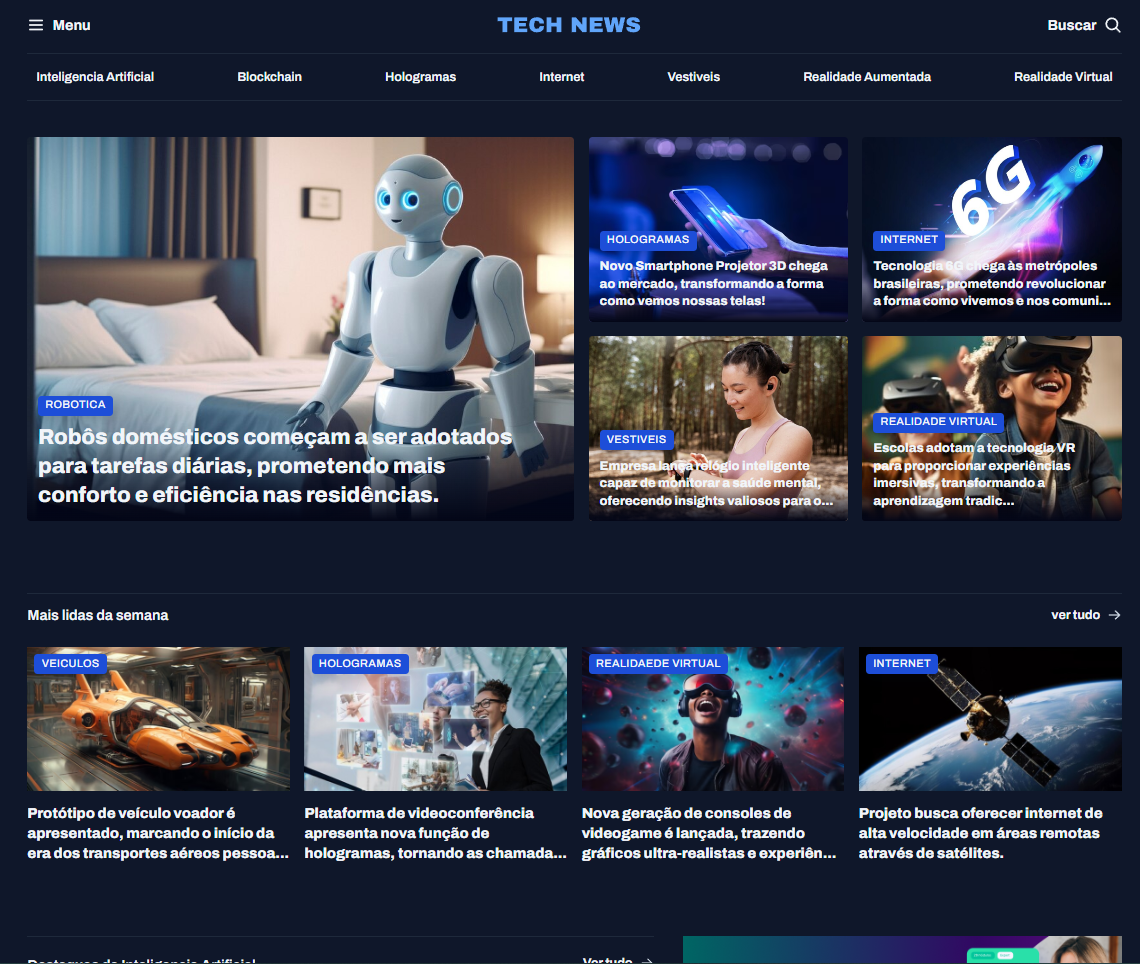 Menu
TECH NEWS
Buscar
Inteligencia Artificial
Blockchain
Hologramas
Internet
Vestiveis
Realidade Aumentada
Realidade Virtual
ROBOTICA
Robôs domésticos começam a ser adotados
para tarefas diárias, prometendo mais
conforto e eficiência nas residências.
HOLOGRAMAS
Novo Smartphone Projetor 3D chega
ao mercado, transformando a forma
como vemos nossas telas!
6G
INTERNET
Tecnologia 6G chega às metrópoles
brasileiras, prometendo revolucionar
a forma como vivemos e nos comuni...
VESTIVEIS
Empresa lança relógio inteligente
capaz de monitorar a saúde mental,
oferecendo insights valiosos para o...
REALIDADE VIRTUAL
Escolas adotam a tecnologia VR
para proporcionar experiências
imersivas, transformando a
aprendizagem tradic...
Mais lidas da semana
ver tudo
VEICULOS
Protótipo de veículo voador é
apresentado, marcando o início da
era dos transportes aéreos pessoa...
HOLOGRAMAS
Plataforma de videoconferência
apresenta nova função de
hologramas, tornando as chamada...
REALIDAEDE VIRTUAL
Nova geração de consoles de
videogame é lançada, trazendo
gráficos ultra-realistas e experiên...
INTERNET
Projeto busca oferecer internet de
alta velocidade em áreas remotas
através de satélites.
Destaques de Inteligencia Artificial
Ver tudo